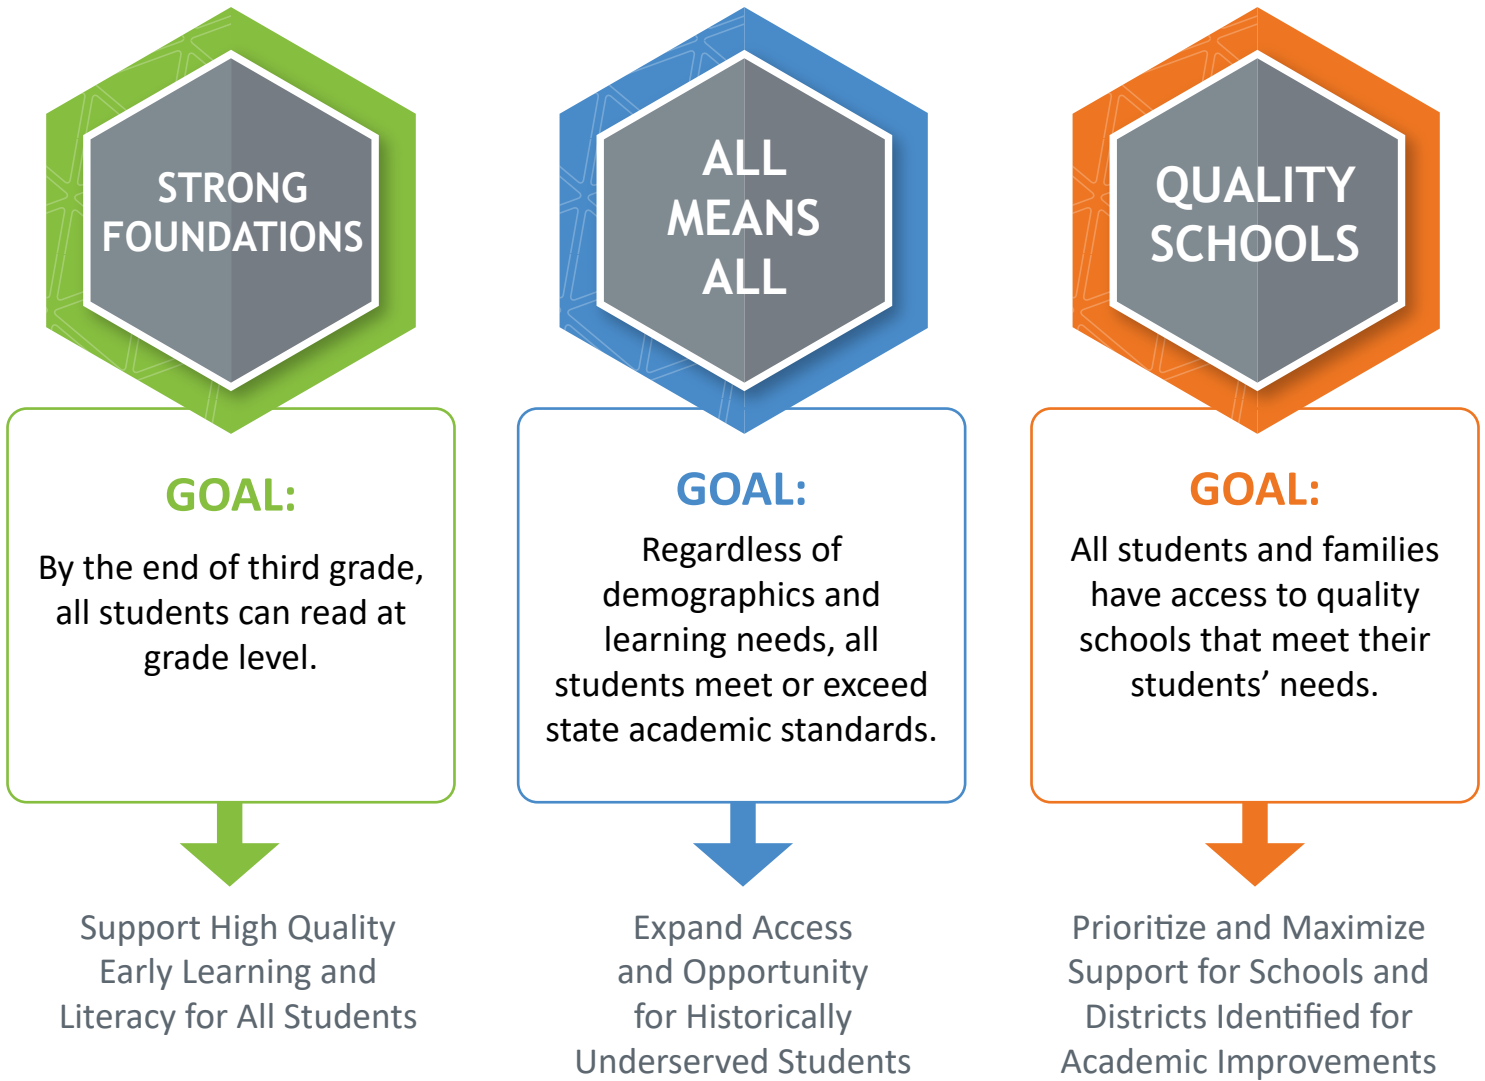 STRONG
FOUNDATIONS
GOAL:
By the end of third grade,
all students can read at
grade level.
Support High Quality
Early Learning and
Literacy for All Students
ALL
MEANS
ALL
GOAL:
Regardless of
demographics and
learning needs, all
students meet or exceed
state academic standards.
Expand Access
and Opportunity
for Historically
Underserved Students
QUALITY
SCHOOLS
GOAL:
All students and families
have access to quality
schools that meet their
students’ needs.
Prioritize and Maximize
Support for Schools and
Districts Identified for
Academic Improvements